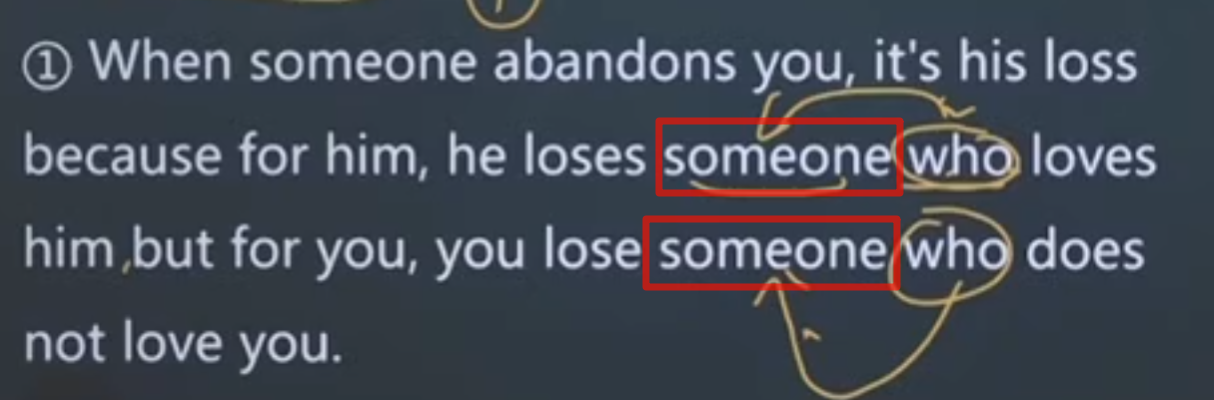 ① When someone abandons you, it's his loss
because for him, he loses someone who loves
him,but for you, you lose someone who does
not love you.